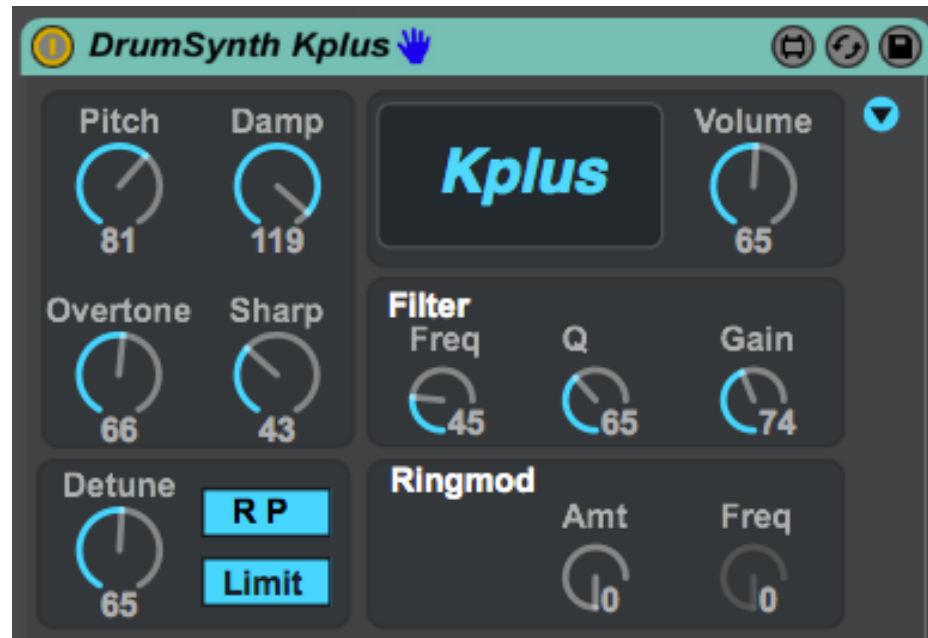 DrumSynth Kplus
Pitch Damp
81 119
Overtone Sharp
66 43
Detune
65
R P
Limit
Kplus
Volume
65
Filter
Freq Q Gain
45 65 74
Ringmod
Amt Freq
0 0